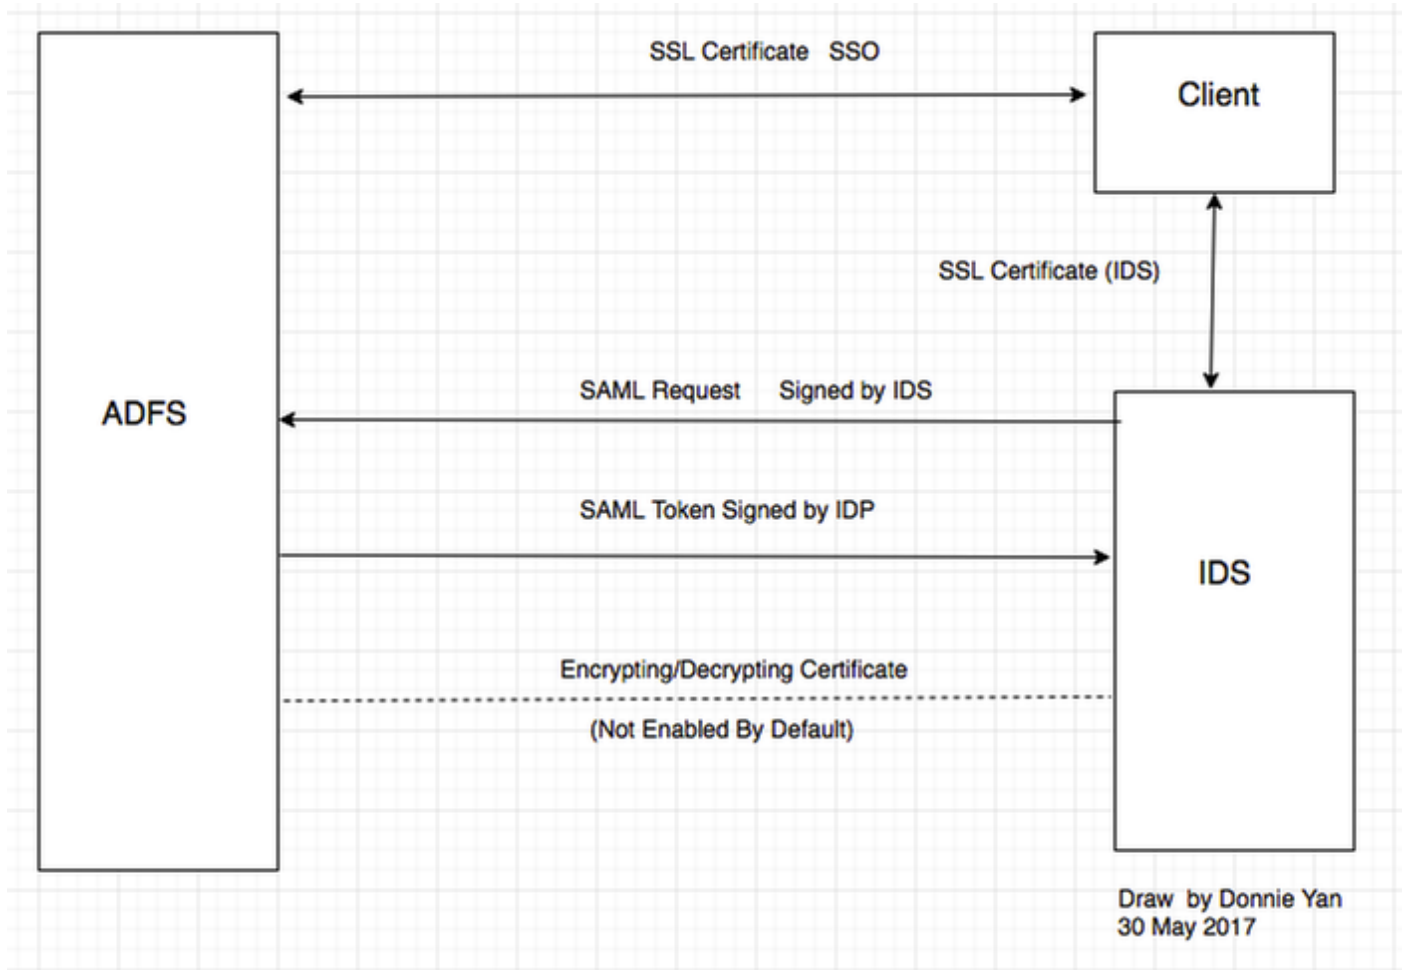 SSL Certificate SSO
Client
SSL Certificate (IDS)
SAML Request Signed by IDS
ADFS
SAML Token Signed by IDP
IDS
Encrypting/Decrypting Certificate
(Not Enabled By Default)
Draw by Donnie Yan
30 May 2017